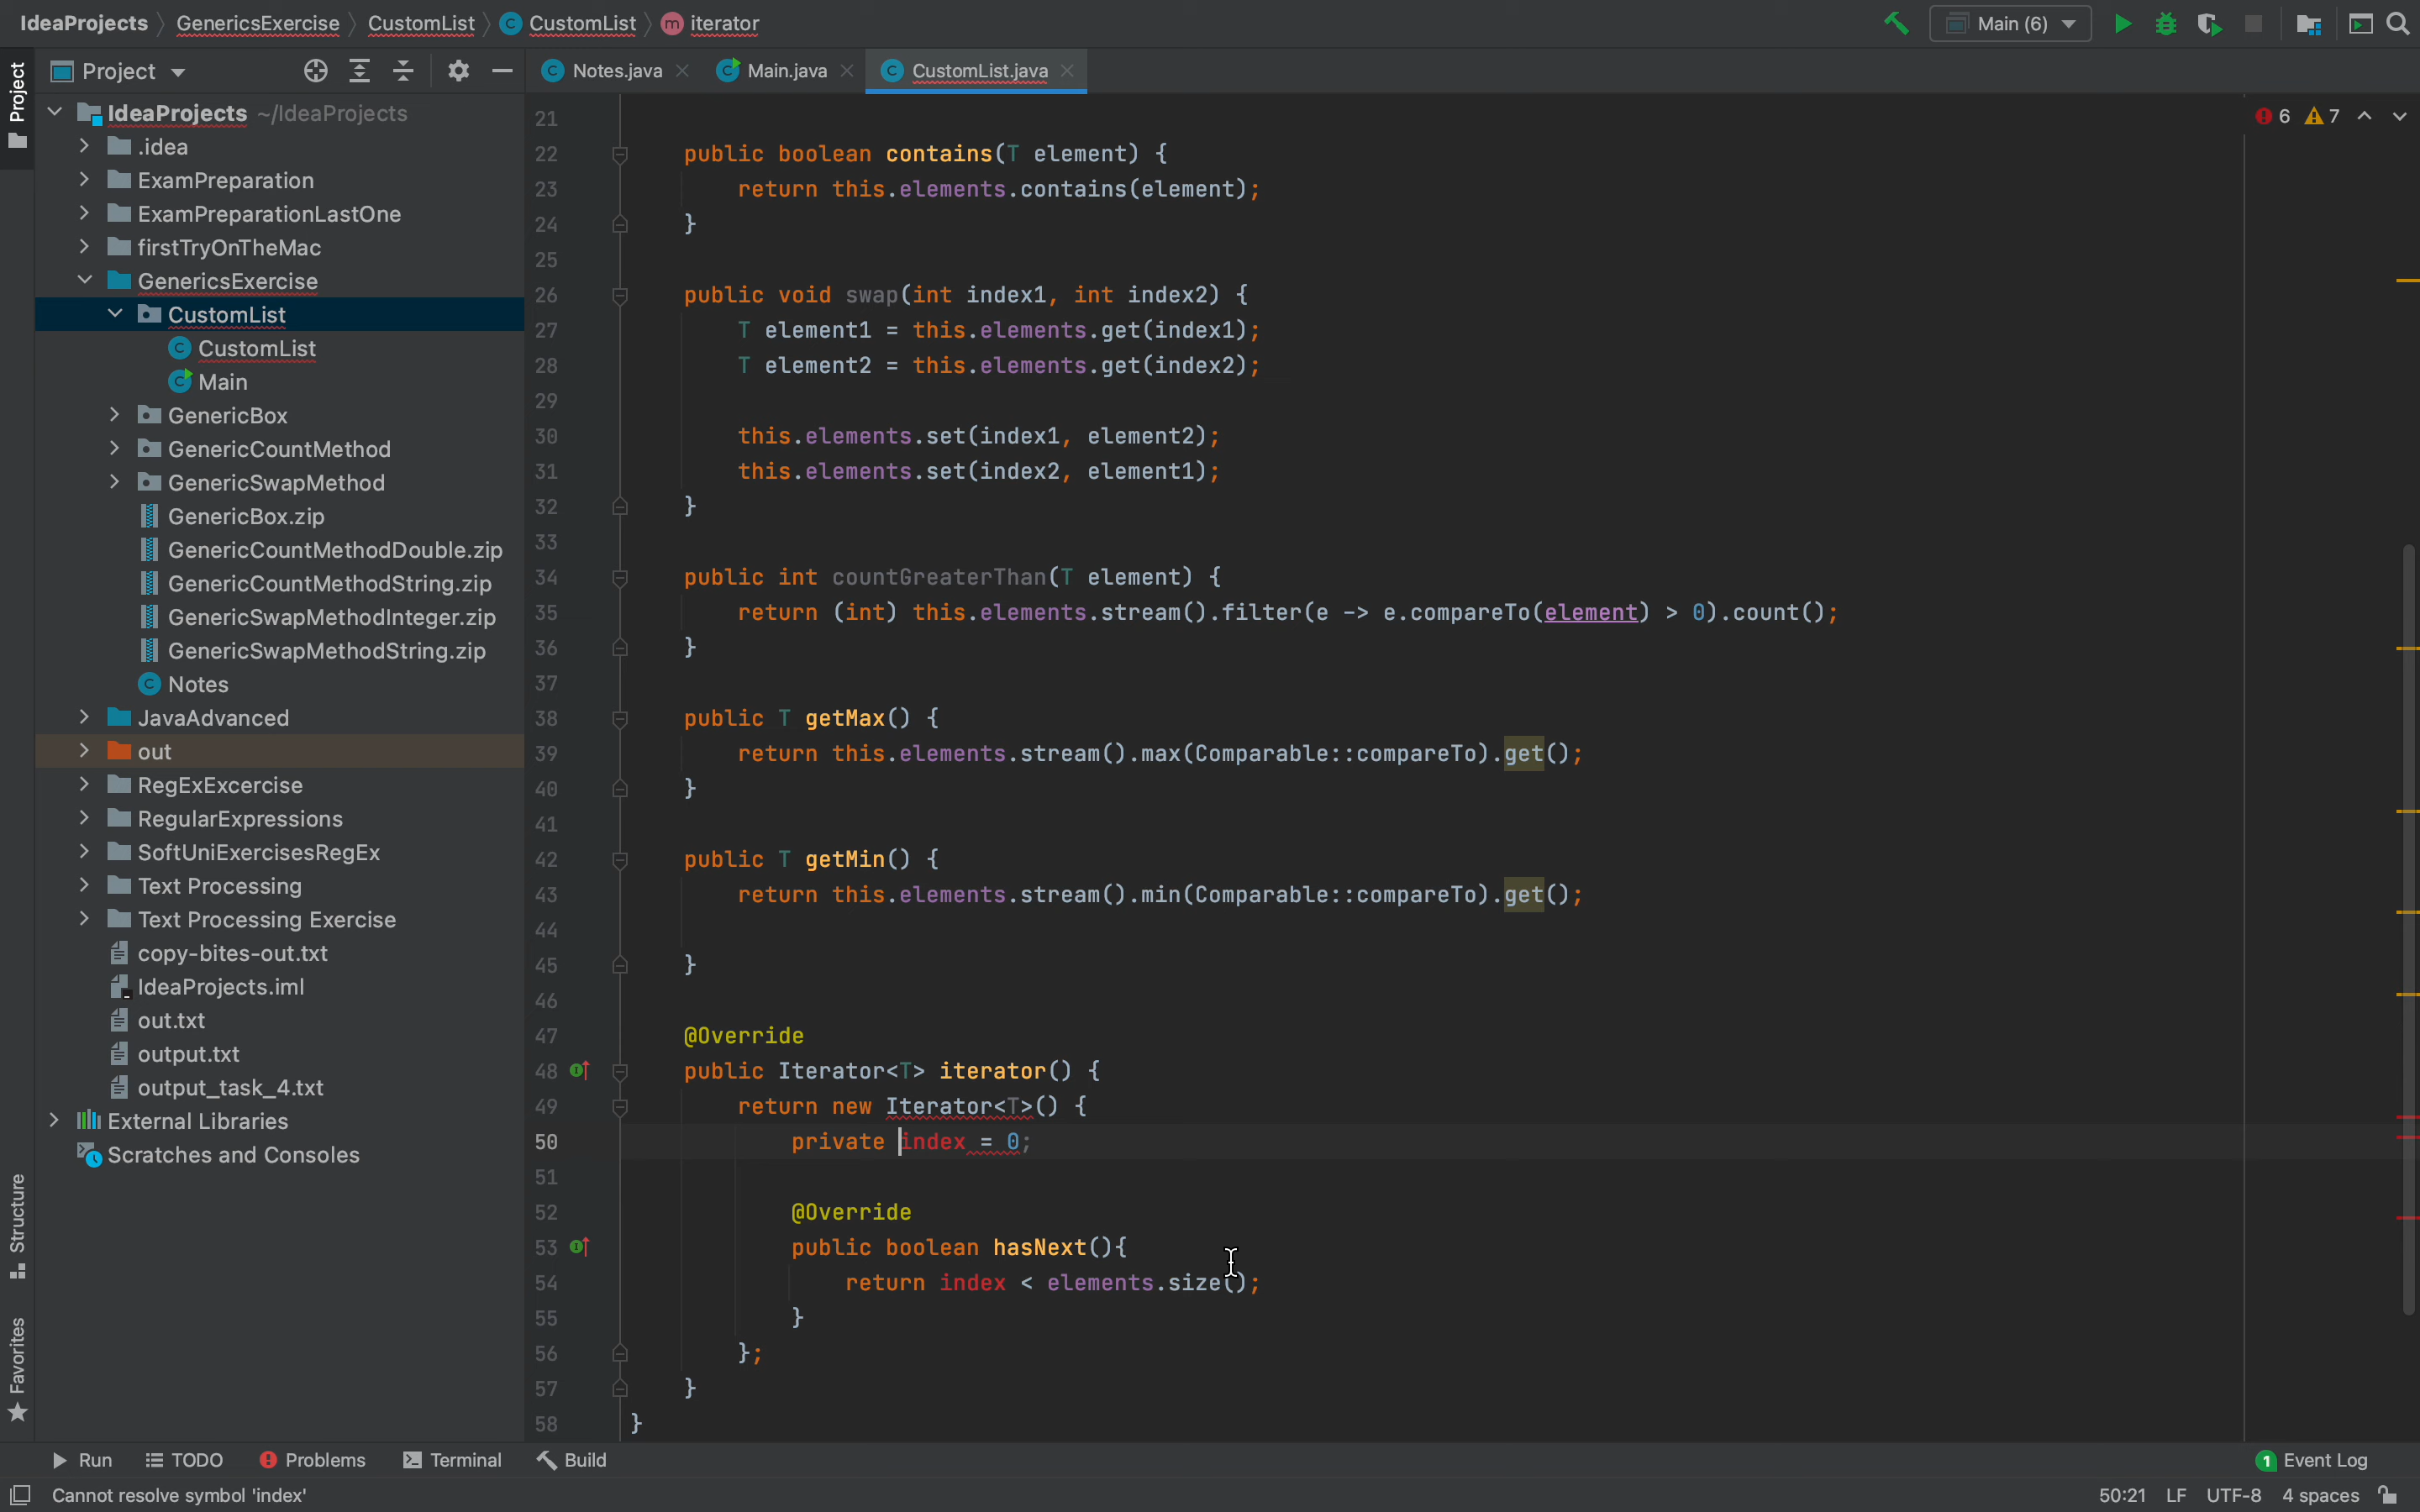 IdeaProjects GenericsExercise CustomList CustomList iterator Main (6)
Project Notes.java Main.java CustomList.java
Project
IdeaProjects ~/IdeaProjects
.idea
ExamPreparation
ExamPreparationLastOne
firstTryOnTheMac
GenericsExercise
CustomList
CustomList
Main
GenericBox
GenericCountMethod
GenericSwapMethod
GenericBox.zip
GenericCountMethodDouble.zip
GenericCountMethodString.zip
GenericSwapMethodInteger.zip
GenericSwapMethodString.zip
Notes
JavaAdvanced
out
RegExExcercise
RegularExpressions
SoftUniExercisesRegEx
Text Processing
Text Processing Exercise
copy-bites-out.txt
IdeaProjects.iml
out.txt
output.txt
output_task_4.txt
External Libraries
Scratches and Consoles
Structure
Favorites
6 7
21
22 public boolean contains(T element) {
23 return this.elements.contains(element);
24 }
25
26 public void swap(int index1, int index2) {
27 T element1 = this.elements.get(index1);
28 T element2 = this.elements.get(index2);
29
30 this.elements.set(index1, element2);
31 this.elements.set(index2, element1);
32 }
33
34 public int countGreaterThan(T element) {
35 return (int) this.elements.stream().filter(e -> e.compareTo(element) > 0).count();
36 }
37
38 public T getMax() {
39 return this.elements.stream().max(Comparable::compareTo).get();
40 }
41
42 public T getMin() {
43 return this.elements.stream().min(Comparable::compareTo).get();
44
45 }
46
47 @Override
48 public Iterator<T> iterator() {
49 return new Iterator<T>() {
50 private index = 0;
51
52 @Override
53 public boolean hasNext(){
54 return index < elements.size();
55 }
56 };
57 }
58 }
Run TODO Problems Terminal Build 1 Event Log
Cannot resolve symbol 'index' 50:21 LF UTF-8 4 spaces